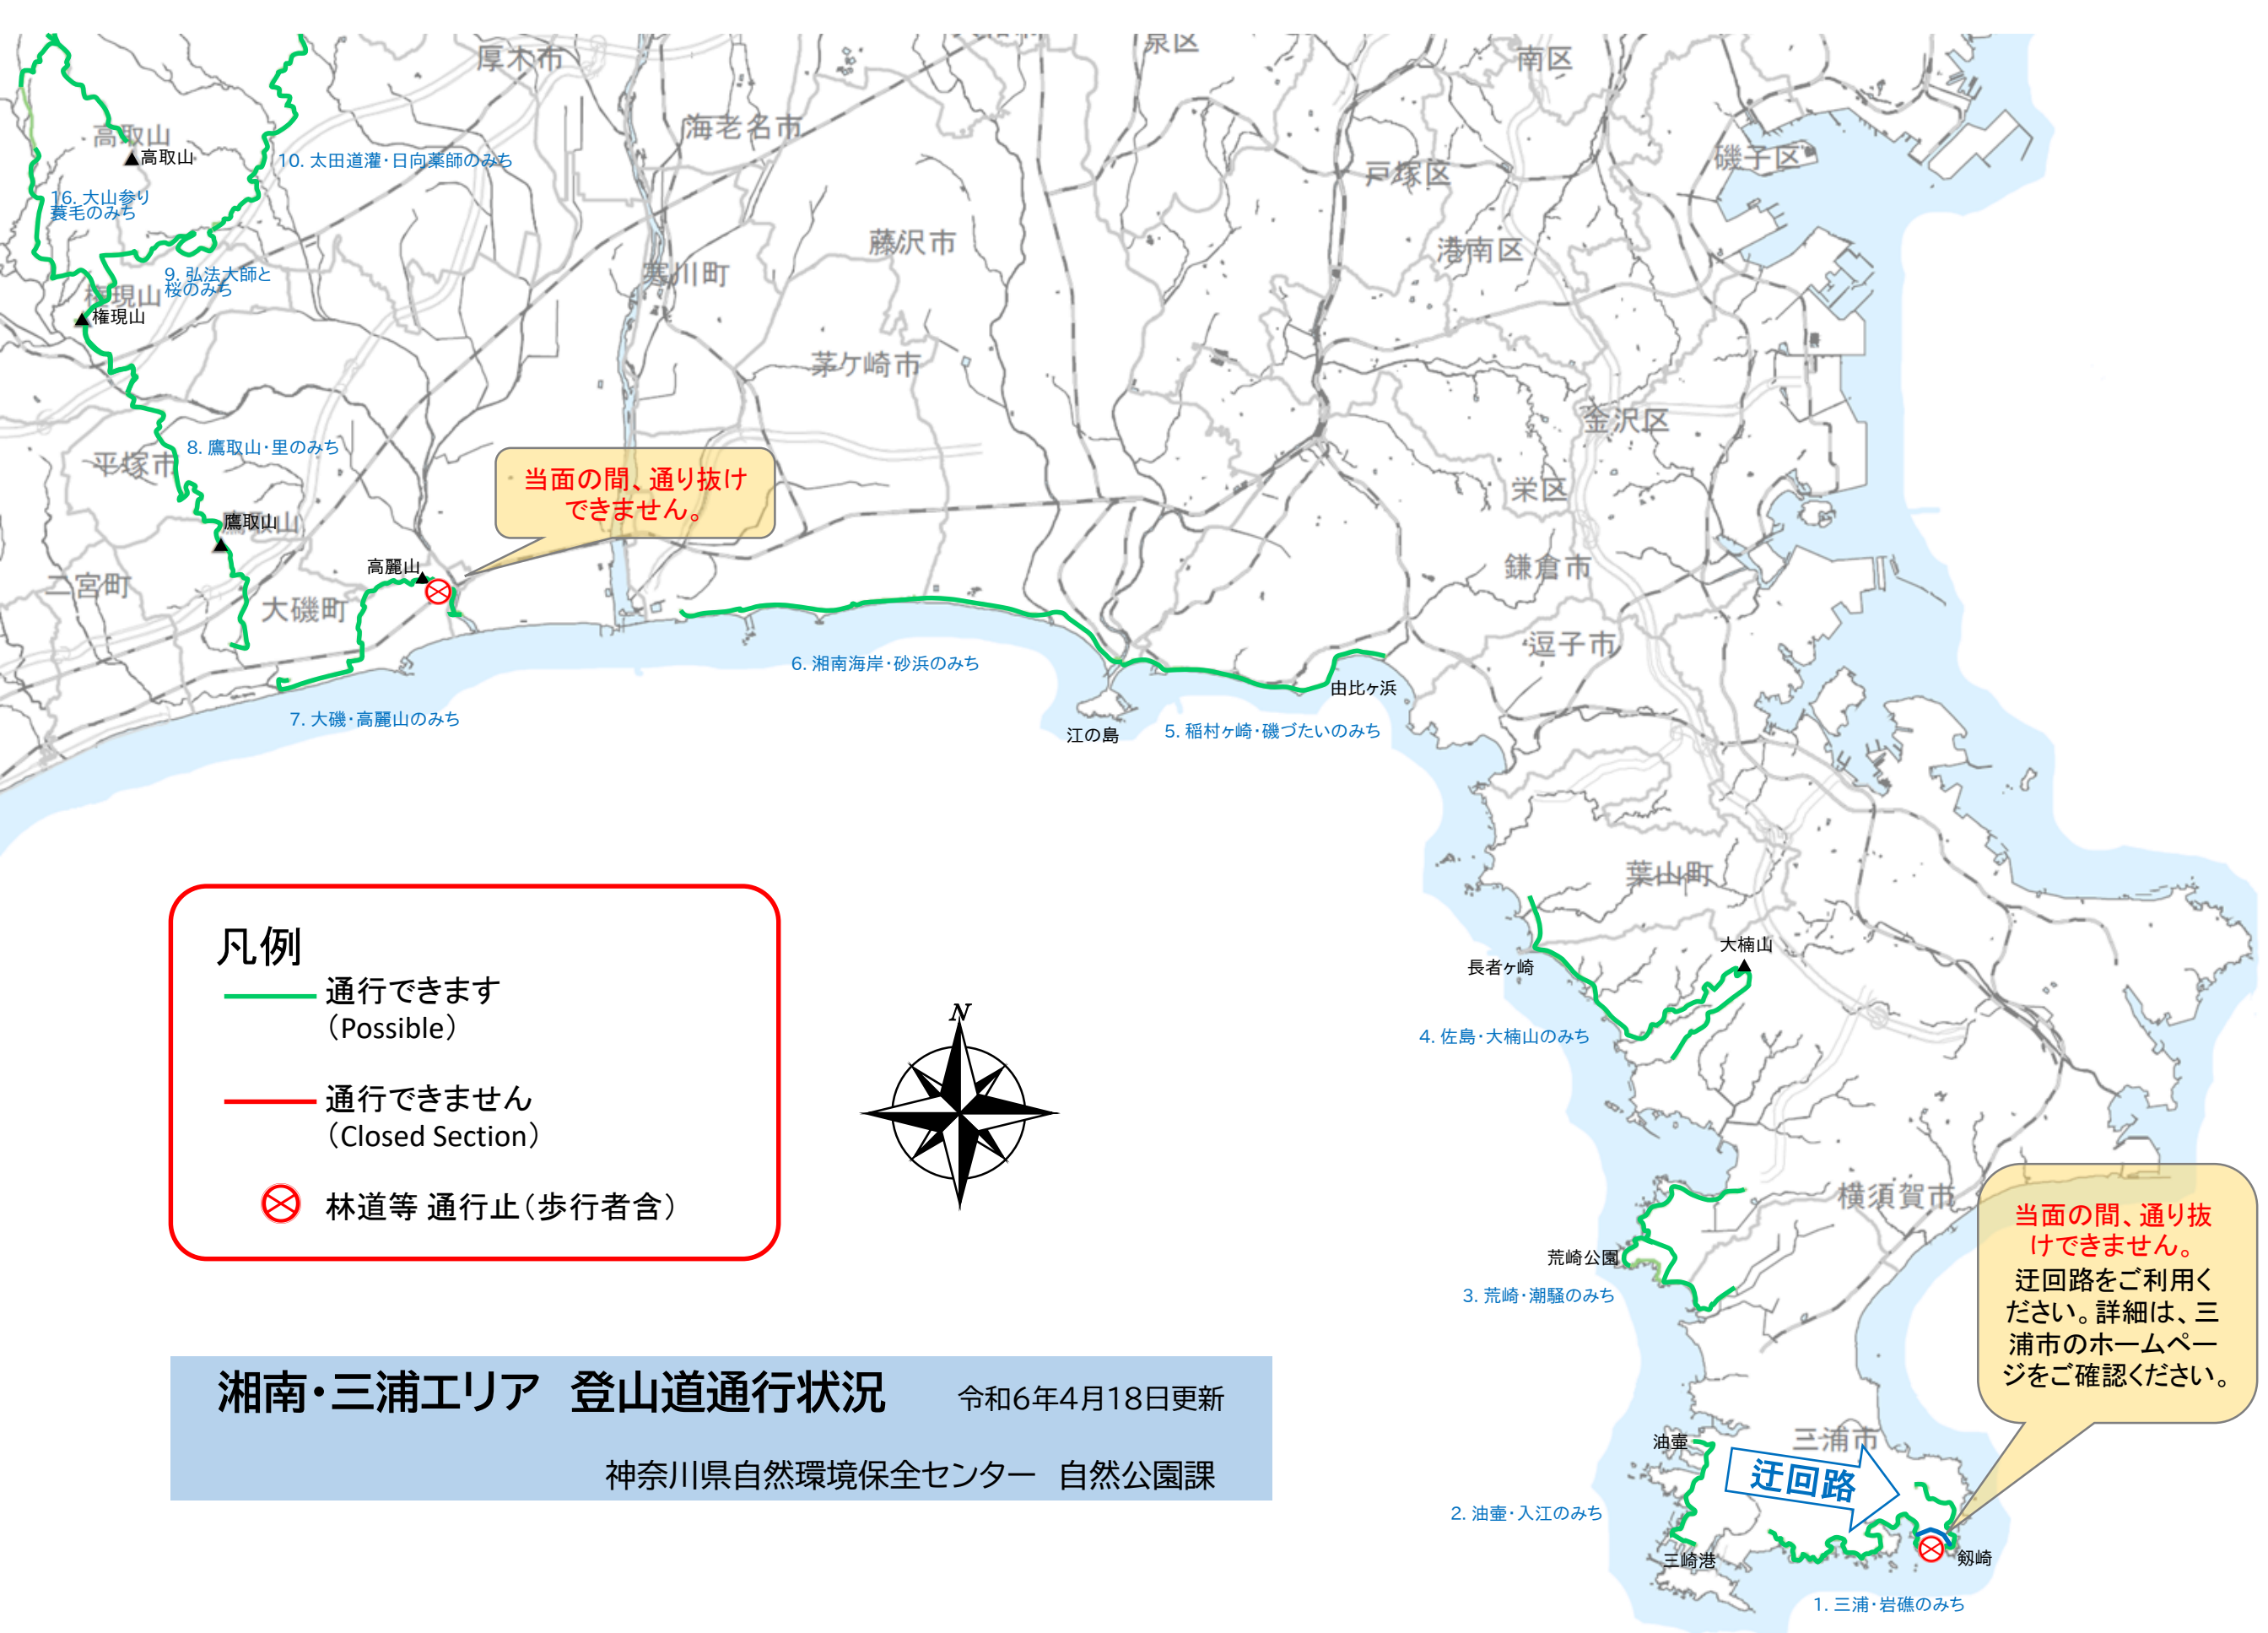 厚木市
泉区
南区
海老名市
高取山
高取山
10. 太田道灌・日向薬師のみち
戸塚区
磯子区
16. 大山参り
蓑毛のみち
藤沢市
港南区
9. 弘法大師と
桜のみち
寒川町
権現山
権現山
茅ケ崎市
金沢区
8. 鷹取山・里のみち
平塚市
当面の間、通り抜け
できません。
栄区
鷹取山
鷹取山
高麗山
鎌倉市
二宮町
大磯町
逗子市
6. 湘南海岸・砂浜のみち
由比ヶ浜
7. 大磯・高麗山のみち
江の島
5. 稲村ヶ崎・磯づたいのみち
葉山町
凡例
大楠山
長者ヶ崎
通行できます
（Possible）
N
4. 佐島・大楠山のみち
通行できません
（Closed Section）
林道等 通行止（歩行者含）
横須賀市
当面の間、通り抜
けできません。
迂回路をご利用く
ださい。詳細は、三
浦市のホームペー
ジをご確認ください。
荒崎公園
3. 荒崎・潮騒のみち
湘南・三浦エリア　登山道通行状況　令和6年4月18日更新
神奈川県自然環境保全センター　自然公園課
油壷
三浦市
迂回路
2. 油壷・入江のみち
三崎港
剱崎
1. 三浦・岩礁のみち